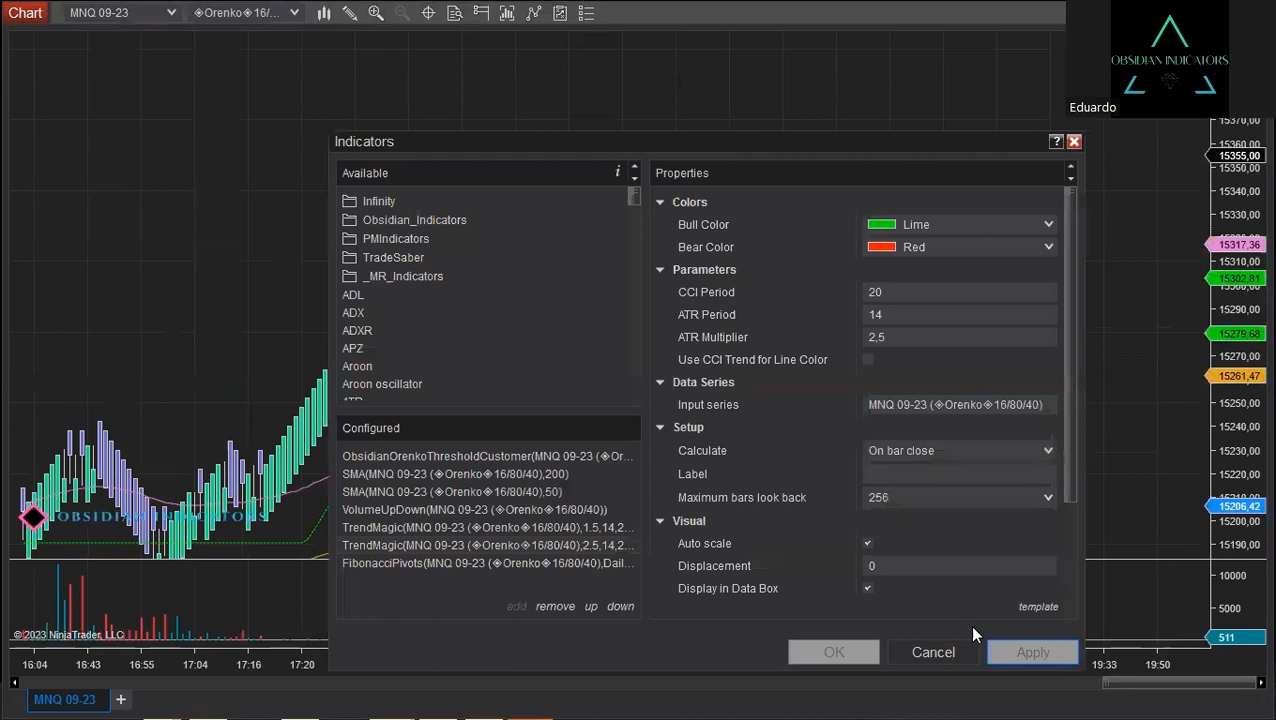 Chart
MNQ 09-23
◈Orenko◈16/...
OBSIDIAN INDICATORS
Eduardo
Indicators
?
Available
i
Infinity
Obsidian_Indicators
PMIndicators
TradeSaber
_MR_Indicators
ADL
ADX
ADXR
APZ
Aroon
Aroon oscillator
Configured
ObsidianOrenkoThresholdCustomer(MNQ 09-23 (◈Or...
SMA(MNQ 09-23 (◈Orenko◈16/80/40),200)
SMA(MNQ 09-23 (◈Orenko◈16/80/40),50)
VolumeUpDown(MNQ 09-23 (◈Orenko◈16/80/40))
TrendMagic(MNQ 09-23 (◈Orenko◈16/80/40),1.5,14,2...
TrendMagic(MNQ 09-23 (◈Orenko◈16/80/40),2.5,14,2...
FibonacciPivots(MNQ 09-23 (◈Orenko◈16/80/40),Dail...
add remove up down
Properties
Colors
Bull Color Lime
Bear Color Red
Parameters
CCI Period 20
ATR Period 14
ATR Multiplier 2,5
Use CCI Trend for Line Color
Data Series
Input series MNQ 09-23 (◈Orenko◈16/80/40)
Setup
Calculate On bar close
Label
Maximum bars look back 256
Visual
Auto scale
Displacement 0
Display in Data Box
template
OK Cancel Apply
15370,00
15360,00
15355,00
15340,00
15330,00
15317,36
15310,00
15302,81
15290,00
15279,68
15270,00
15261,47
15250,00
15240,00
15230,00
15220,00
15206,42
15200,00
15190,00
10000
5000
511
OBSIDIAN INDICATORS
© 2023 NinjaTrader, LLC
16:04 16:43 16:55 17:04 17:16 17:20 19:33 19:50
MNQ 09-23 +